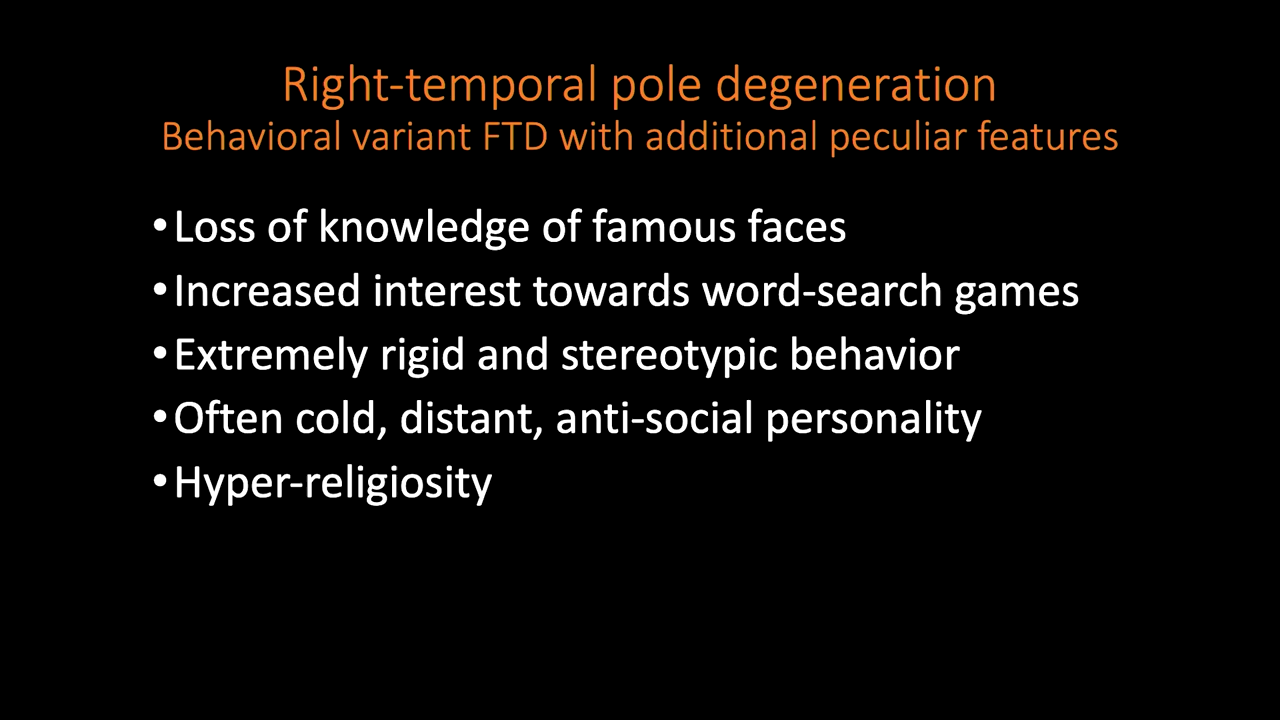 Right-temporal pole degeneration
Behavioral variant FTD with additional peculiar features
•Loss of knowledge of famous faces
•Increased interest towards word-search games
•Extremely rigid and stereotypic behavior
•Often cold, distant, anti-social personality
•Hyper-religiosity